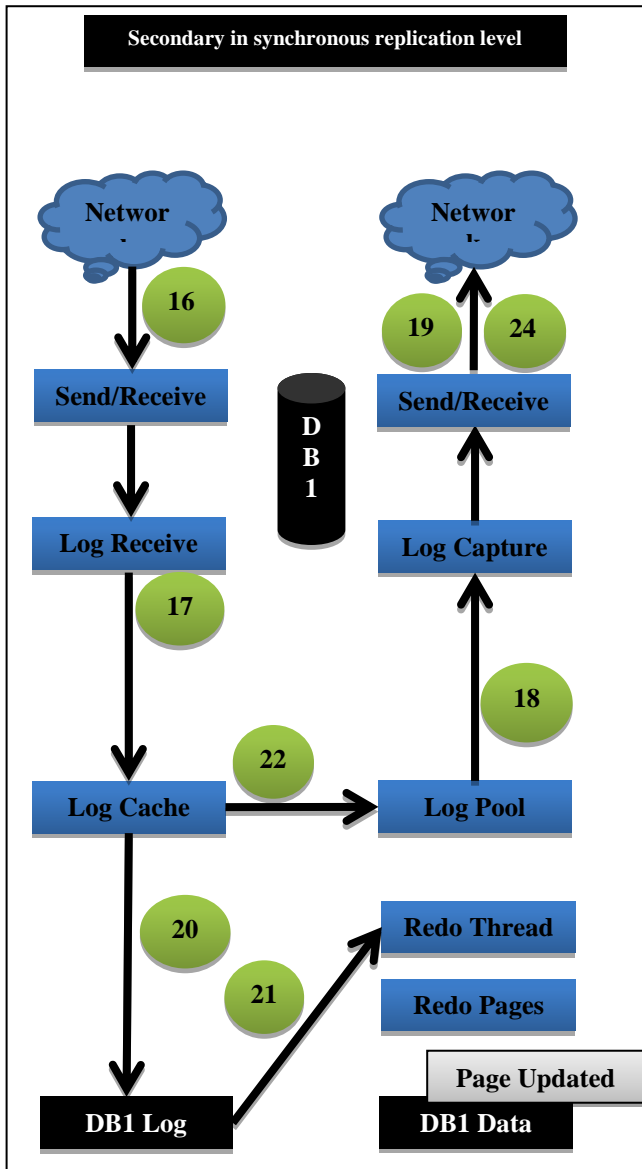 Secondary in synchronous replication level
Networ
Networ
16
19
24
Send/Receive
Send/Receive
D
B
1
Log Receive
Log Capture
17
18
22
Log Cache
Log Pool
20
Redo Thread
21
Redo Pages
Page Updated
DB1 Log
DB1 Data